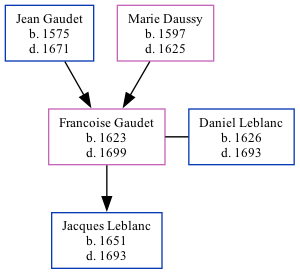 Jean Gaudet
b. 1575
d. 1671
Marie Daussy
b. 1597
d. 1625
Francoise Gaudet
b. 1623
d. 1699
Daniel Leblanc
b. 1626
d. 1693
Jacques Leblanc
b. 1651
d. 1693